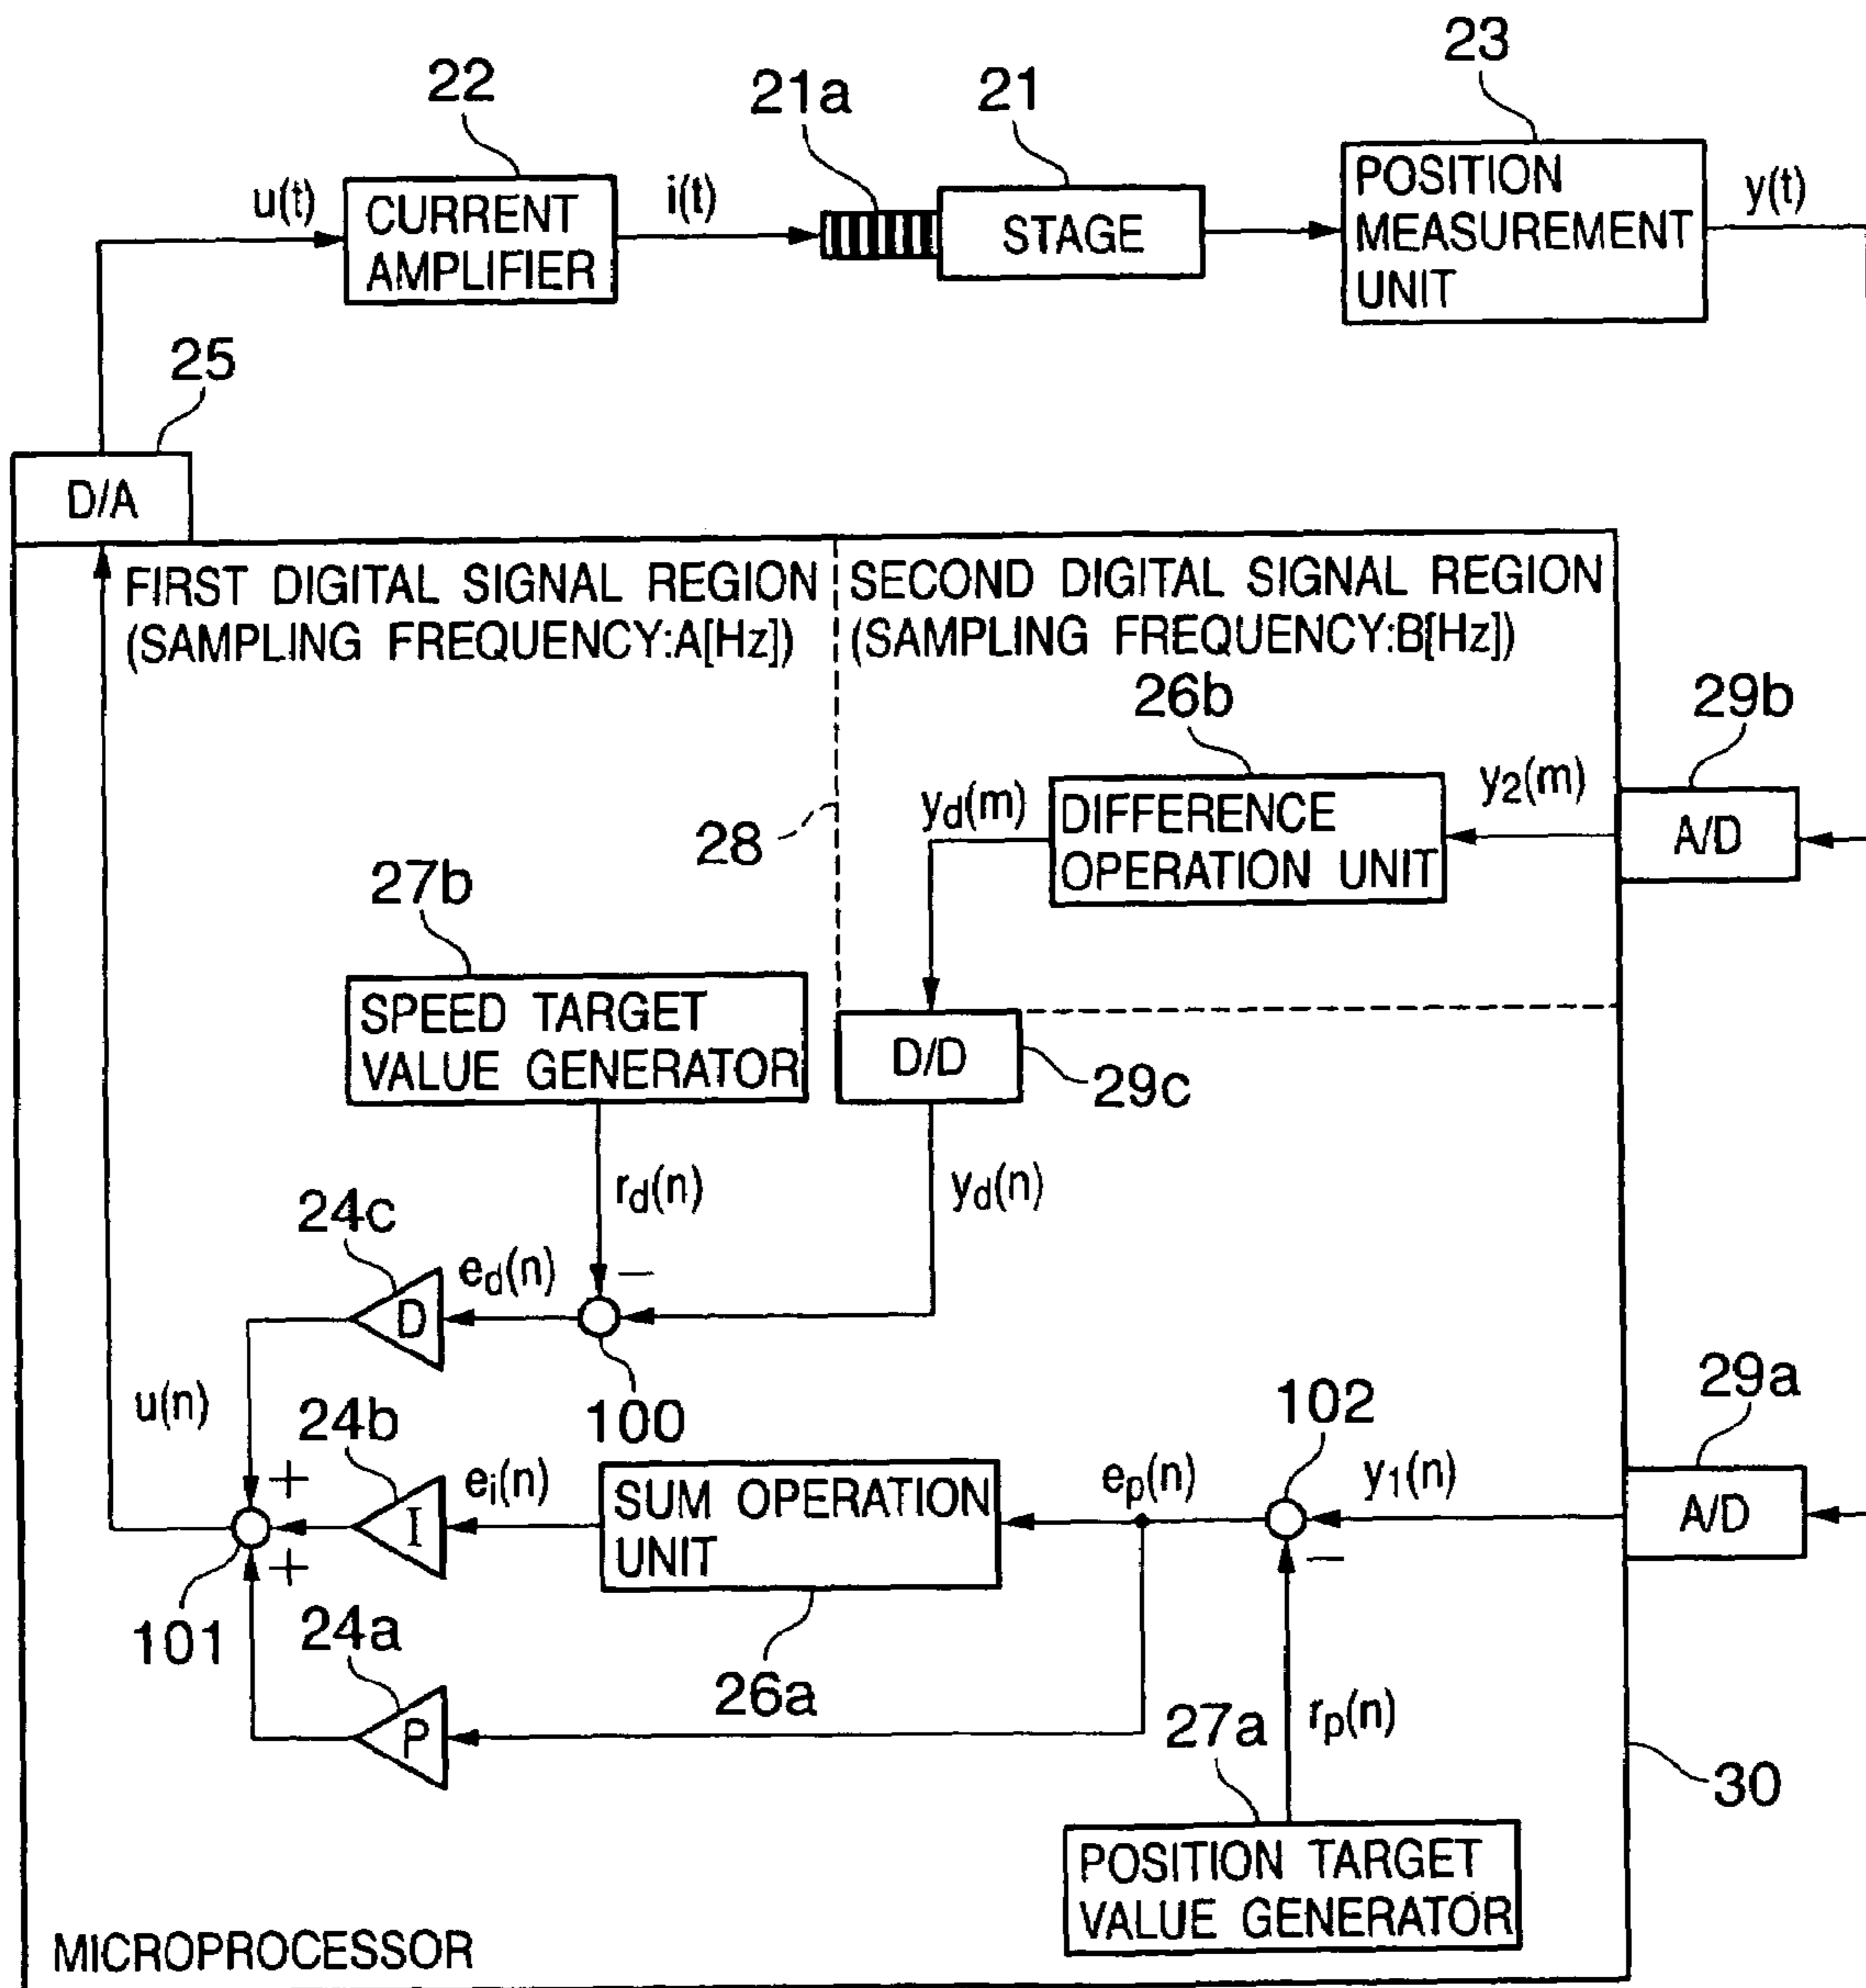 23
22
21a
21
u(t)
CURRENT
AMPLIFIER
i(t)
STAGE
POSITION
MEASUREMENT
UNIT
y(t)
25
D/A
FIRST DIGITAL SIGNAL REGION
(SAMPLING FREQUENCY:A[Hz])
SECOND DIGITAL SIGNAL REGION
(SAMPLING FREQUENCY:B[Hz])
26b
29b
yd(m)
DIFFERENCE
OPERATION UNIT
y2(m)
A/D
28
27b
SPEED TARGET
VALUE GENERATOR
D/D
29c
rd(n)
yd(n)
24c
ed(n)
−
D
100
102
29a
u(n)
24b
+
I
ei(n)
SUM OPERATION
UNIT
ep(n)
y1(n)
A/D
+
−
101
24a
26a
P
27a
rp(n)
30
POSITION TARGET
VALUE GENERATOR
MICROPROCESSOR